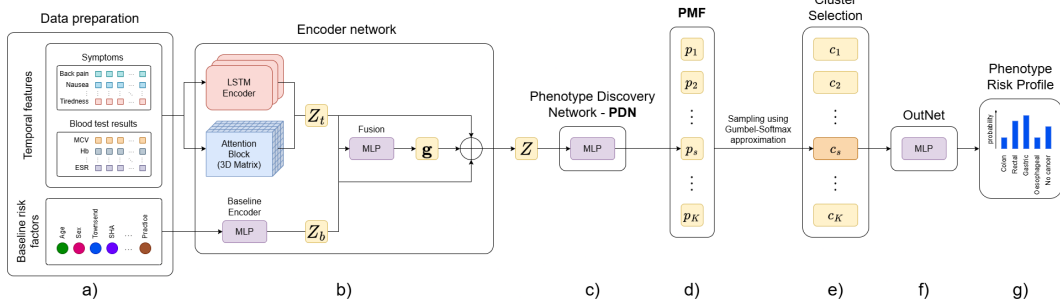 Data preparation
Temporal features
Symptoms
Back pain
Nausea
Tiredness
Blood test results
MCV
Hb
ESR
Baseline risk
factors
Age
Sex
Townsend
SHA
...
Practice
a)
Encoder network
LSTM
Encoder
Attention
Block
(3D Matrix)
Z_t
Fusion
MLP
g
Baseline
Encoder
MLP
Z_b
b)
Z
Phenotype Discovery
Network - PDN
MLP
c)
PMF
p_1
p_2
p_s
p_K
d)
Sampling using
Gumbel-Softmax
approximation
Cluster
Selection
c_1
c_2
c_s
c_K
e)
OutNet
MLP
f)
Phenotype
Risk Profile
probability
Colon
Rectal
Gastric
Oesophageal
No cancer
g)